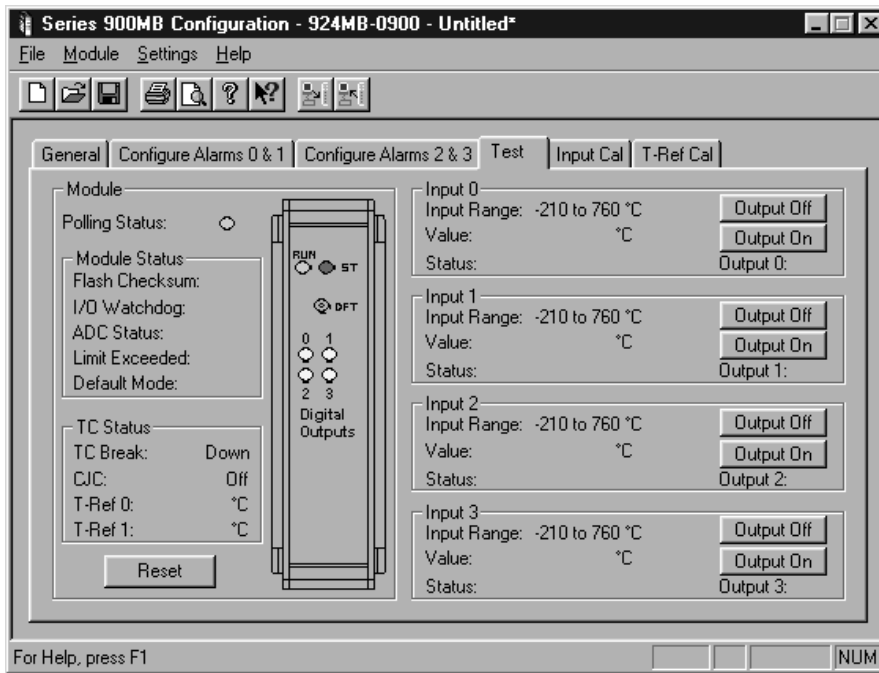 Series 900MB Configuration - 924MB-0900 - Untitled*
File Module Settings Help
General Configure Alarms 0 & 1 Configure Alarms 2 & 3 Test Input Cal T-Ref Cal
Module
Polling Status:
Module Status
Flash Checksum:
I/O Watchdog:
ADC Status:
Limit Exceeded:
Default Mode:
TC Status
TC Break: Down
CJC: Off
T-Ref 0: °C
T-Ref 1: °C
Reset
RUN
ST
DFT
0 1
2 3
Digital
Outputs
Input 0
Input Range: -210 to 760 °C Output Off
Value: °C Output On
Status: Output 0:
Input 1
Input Range: -210 to 760 °C Output Off
Value: °C Output On
Status: Output 1:
Input 2
Input Range: -210 to 760 °C Output Off
Value: °C Output On
Status: Output 2:
Input 3
Input Range: -210 to 760 °C Output Off
Value: °C Output On
Status: Output 3:
For Help, press F1 NUM